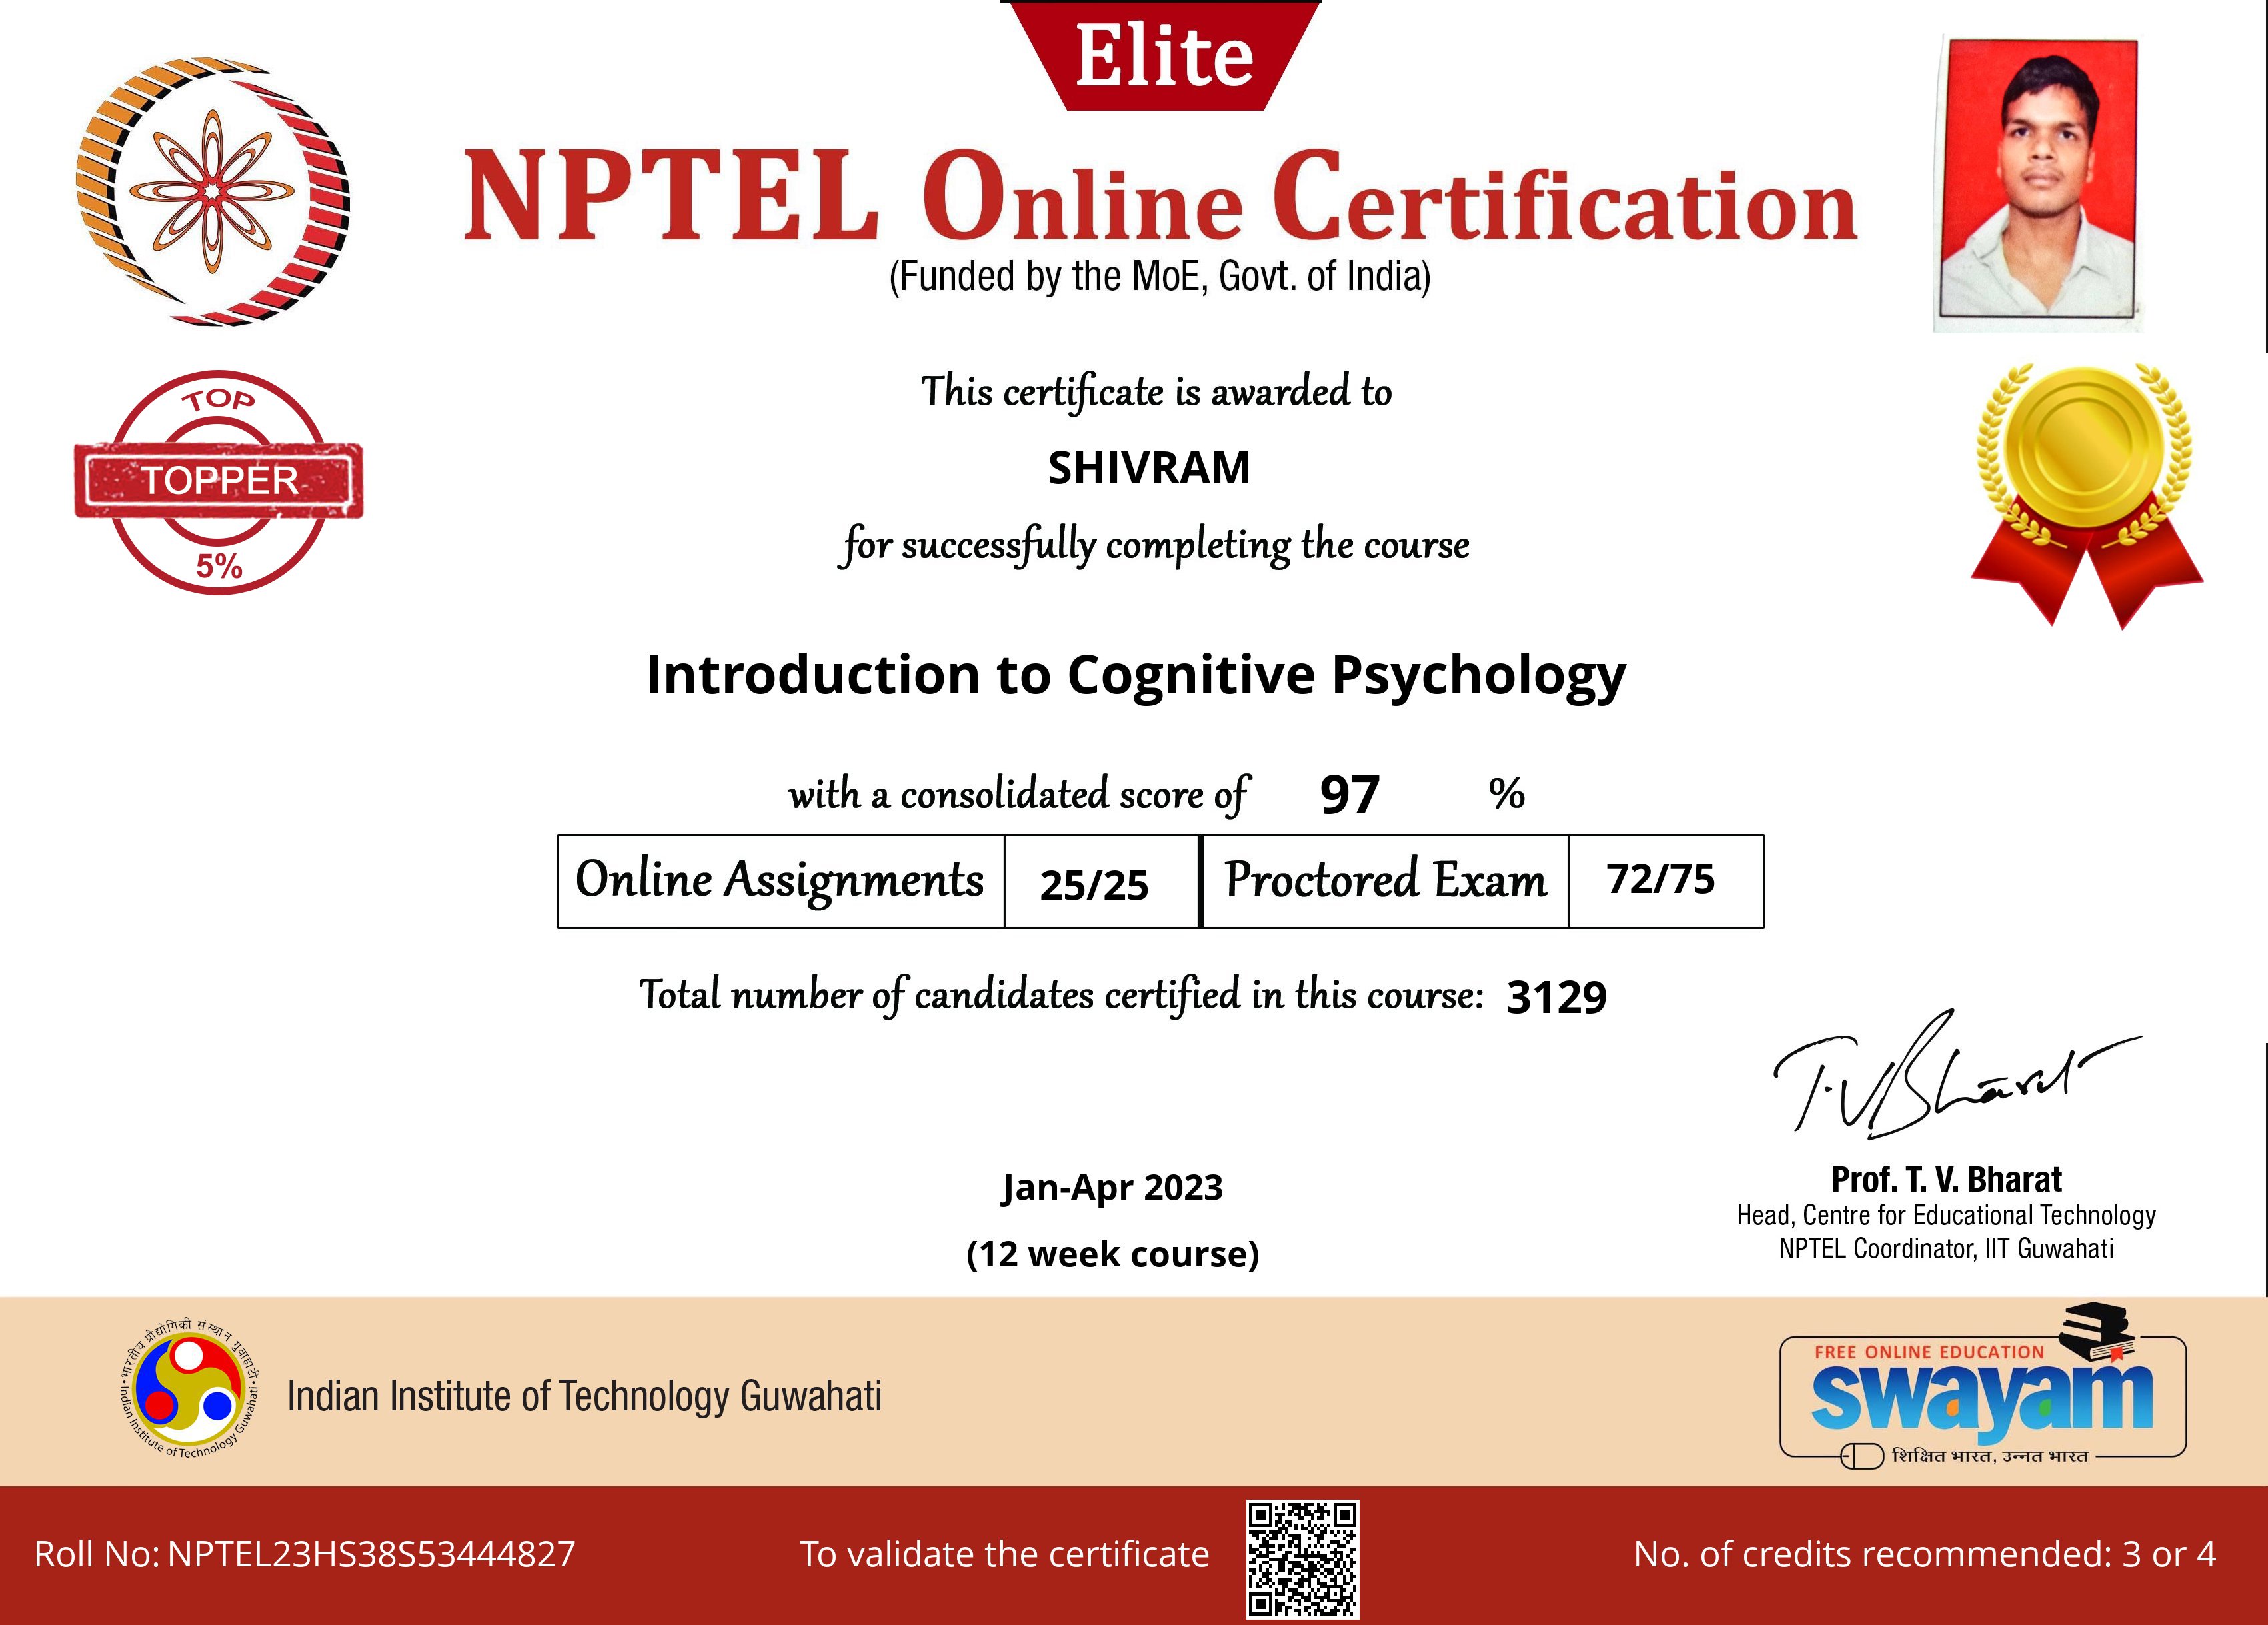 Elite
NPTEL Online Certification
(Funded by the MoE, Govt. of India)
This certificate is awarded to
SHIVRAM
for successfully completing the course
TOP
TOPPER
5%
Introduction to Cognitive Psychology
with a consolidated score of 97 %
Online Assignments 25/25 Proctored Exam 72/75
Total number of candidates certified in this course: 3129
T.V.Bharat
Jan-Apr 2023
(12 week course)
Prof. T. V. Bharat
Head, Centre for Educational Technology
NPTEL Coordinator, IIT Guwahati
भारतीय प्रौद्योगिकी संस्थान गुवाहाटी
Indian Institute of Technology Guwahati
Indian Institute of Technology Guwahati
FREE ONLINE EDUCATION
swayam
शिक्षित भारत, उन्नत भारत
Roll No: NPTEL23HS38S53444827
To validate the certificate
No. of credits recommended: 3 or 4